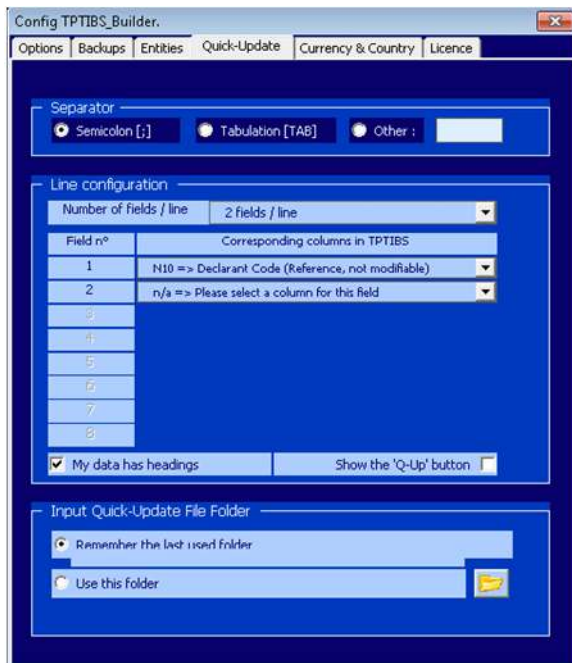 Config TPTIBS_Builder.
Options Backups Entities Quick-Update Currency & Country Licence
Separator
Semicolon [;] Tabulation [TAB] Other :
Line configuration
Number of fields / line 2 fields / line
Field nº Corresponding columns in TPTIBS
1 N10 => Declarant Code (Reference, not modifiable)
2 n/a => Please select a column for this field
3
4
5
6
7
8
My data has headings Show the 'Q-Up' button
Input Quick-Update File Folder
Remember the last used folder
Use this folder